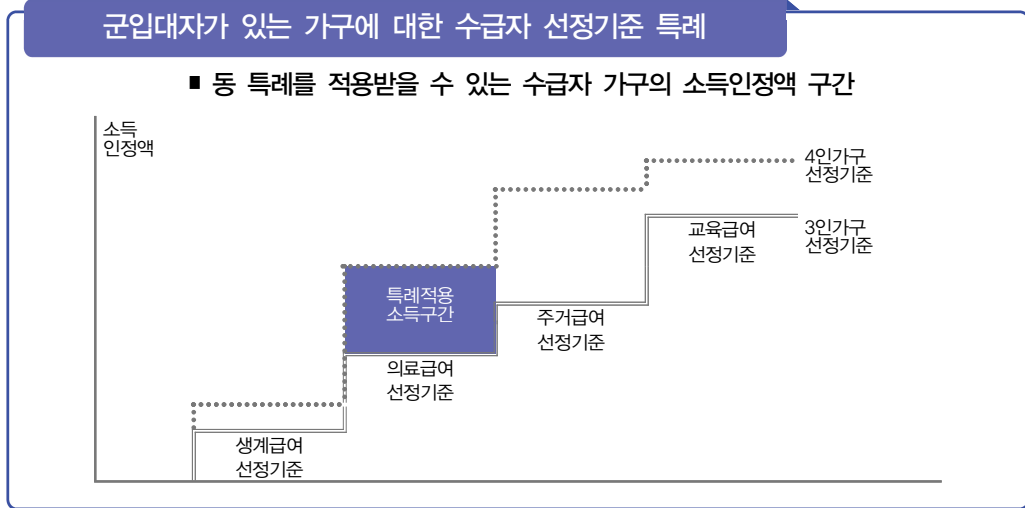 군입대자가 있는 가구에 대한 수급자 선정기준 특례
■ 동 특례를 적용받을 수 있는 수급자 가구의 소득인정액 구간
소득
인정액
4인가구
선정기준
3인가구
선정기준
교육급여
선정기준
특례적용
소득구간
주거급여
선정기준
의료급여
선정기준
생계급여
선정기준